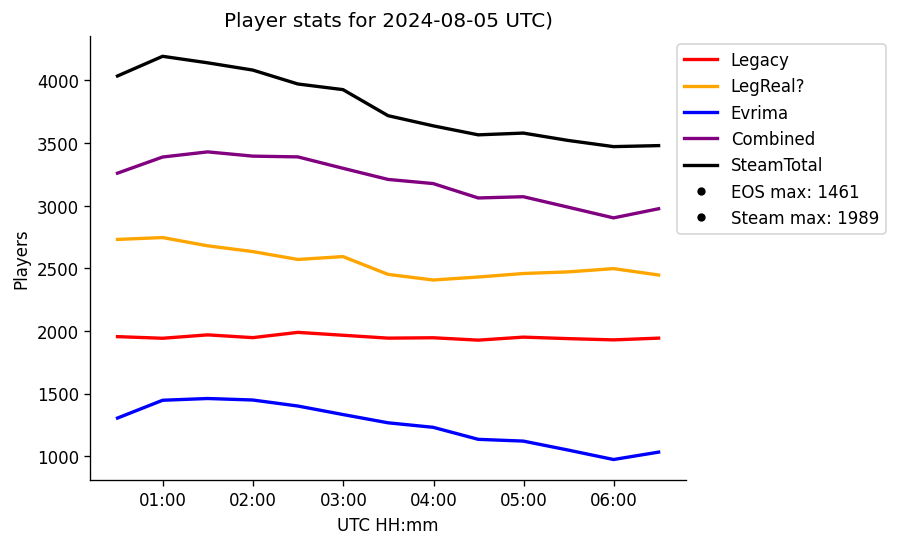 Player stats for 2024-08-05 UTC)
Legacy
LegReal?
Evrima
Combined
SteamTotal
EOS max: 1461
Steam max: 1989
Players
4000
3500
3000
2500
2000
1500
1000
01:00 02:00 03:00 04:00 05:00 06:00
UTC HH:mm